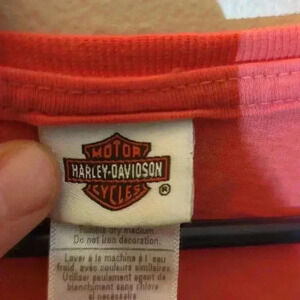 MOTOR
HARLEY-DAVIDSON
CYCLES
®
Tumble dry medium.
Do not iron decoration.
Laver à la machine à l'eau
froid, avec couleurs similaires
Utiliser seulement agent de
blanchiment sans chlore